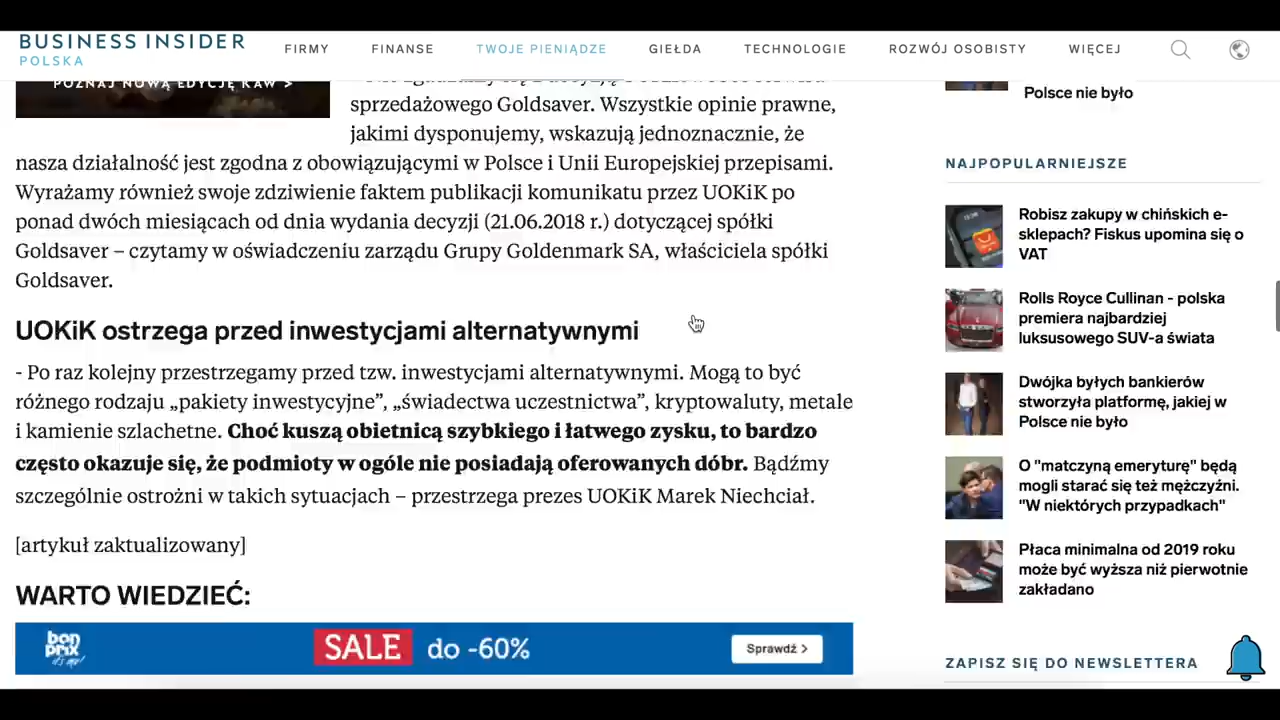 BUSINESS INSIDER
POLSKA
FIRMY
FINANSE
TWOJE PIENIĄDZE
GIEŁDA
TECHNOLOGIE
ROZWÓJ OSOBISTY
WIĘCEJ
POZNAJ NOWĄ EDYCJĘ KAW >
sprzedażowego Goldsaver. Wszystkie opinie prawne,
jakimi dysponujemy, wskazują jednoznacznie, że
nasza działalność jest zgodna z obowiązującymi w Polsce i Unii Europejskiej przepisami.
Wyrażamy również swoje zdziwienie faktem publikacji komunikatu przez UOKiK po
ponad dwóch miesiącach od dnia wydania decyzji (21.06.2018 r.) dotyczącej spółki
Goldsaver – czytamy w oświadczeniu zarządu Grupy Goldenmark SA, właściciela spółki
Goldsaver.
UOKiK ostrzega przed inwestycjami alternatywnymi
- Po raz kolejny przestrzegamy przed tzw. inwestycjami alternatywnymi. Mogą to być
różnego rodzaju „pakiety inwestycyjne”, „świadectwa uczestnictwa”, kryptowaluty, metale
i kamienie szlachetne. Choć kuszą obietnicą szybkiego i łatwego zysku, to bardzo
często okazuje się, że podmioty w ogóle nie posiadają oferowanych dóbr. Bądźmy
szczególnie ostrożni w takich sytuacjach – przestrzega prezes UOKiK Marek Niechciał.
[artykuł zaktualizowany]
WARTO WIEDZIEĆ:
bon
prix
it's me!
SALE do -60%
Sprawdź >
Polsce nie było
NAJPOPULARNIEJSZE
Robisz zakupy w chińskich e-
sklepach? Fiskus upomina się o
VAT
Rolls Royce Cullinan - polska
premiera najbardziej
luksusowego SUV-a świata
Dwójka byłych bankierów
stworzyła platformę, jakiej w
Polsce nie było
O "matczyną emeryturę" będą
mogli starać się też mężczyźni.
"W niektórych przypadkach"
Płaca minimalna od 2019 roku
może być wyższa niż pierwotnie
zakładano
ZAPISZ SIĘ DO NEWSLETTERA